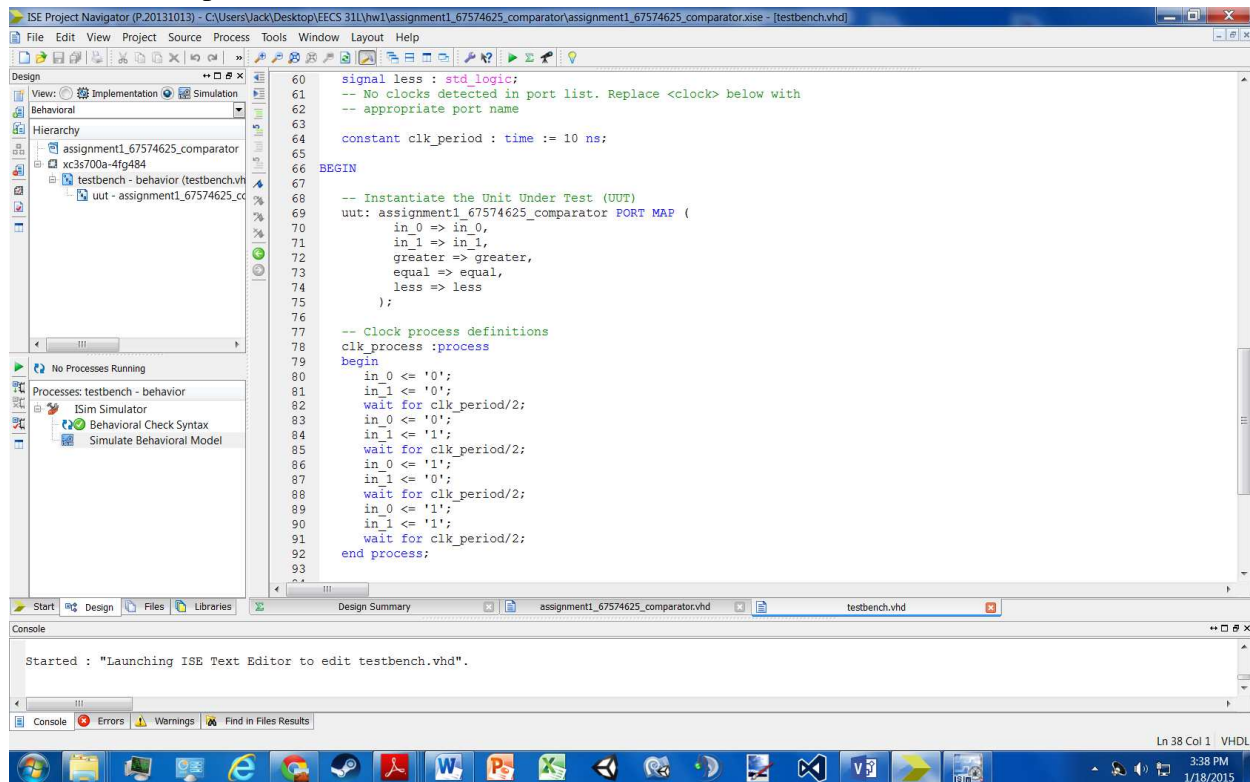 ISE Project Navigator (P.20131013) - C:\Users\Jack\Desktop\EECS 31L\hw1\assignment1_67574625_comparator\assignment1_67574625_comparator.xise - [testbench.vhd]
File Edit View Project Source Process Tools Window Layout Help
Design
View: Implementation Simulation
Behavioral
Hierarchy
assignment1_67574625_comparator
xc3s700a-4fg484
testbench - behavior (testbench.vh
uut - assignment1_67574625_co
No Processes Running
Processes: testbench - behavior
ISim Simulator
Behavioral Check Syntax
Simulate Behavioral Model
Start Design Files Libraries
60 signal less : std_logic;
61 -- No clocks detected in port list. Replace <clock> below with
62 -- appropriate port name
63
64 constant clk_period : time := 10 ns;
65
66 BEGIN
67
68 -- Instantiate the Unit Under Test (UUT)
69 uut: assignment1_67574625_comparator PORT MAP (
70 in_0 => in_0,
71 in_1 => in_1,
72 greater => greater,
73 equal => equal,
74 less => less
75 );
76
77 -- Clock process definitions
78 clk_process :process
79 begin
80 in_0 <= '0';
81 in_1 <= '0';
82 wait for clk_period/2;
83 in_0 <= '0';
84 in_1 <= '1';
85 wait for clk_period/2;
86 in_0 <= '1';
87 in_1 <= '0';
88 wait for clk_period/2;
89 in_0 <= '1';
90 in_1 <= '1';
91 wait for clk_period/2;
92 end process;
93
Design Summary assignment1_67574625_comparator.vhd testbench.vhd
Console
Started : "Launching ISE Text Editor to edit testbench.vhd".
Console Errors Warnings Find in Files Results
Ln 38 Col 1 VHDL
3:38 PM
1/18/2015